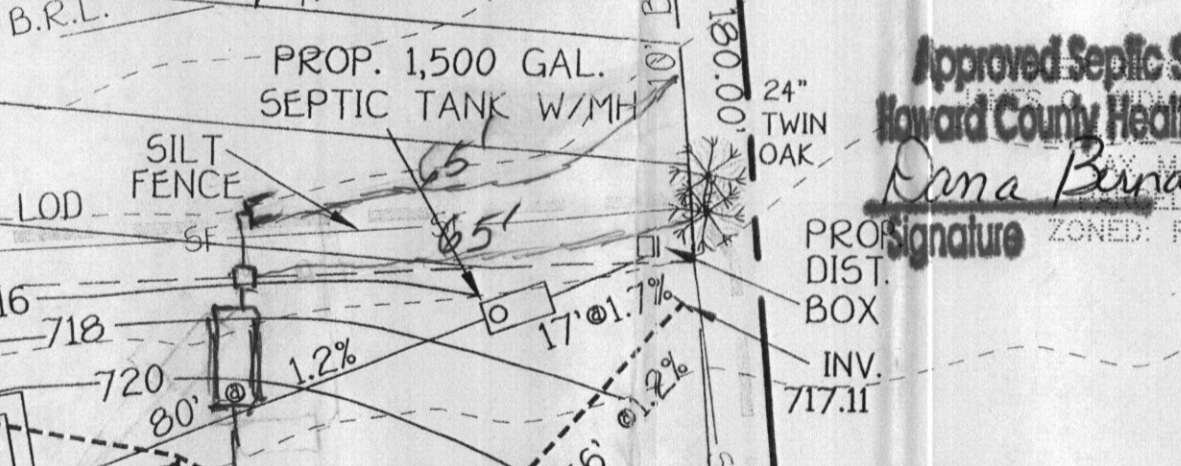 B.R.L.
PROP. 1,500 GAL.
SEPTIC TANK W/MH
10'
180.00'
24"
TWIN
OAK
Approved Septic S
Howard County Healt
Dana
Signature
ZONED:
SILT
FENCE
65'
65'
LOD
SF
PROP.
DIST.
BOX
16
718
720
1.2%
80'
@
17'@1.7%
@1.2%
6'
INV.
717.11